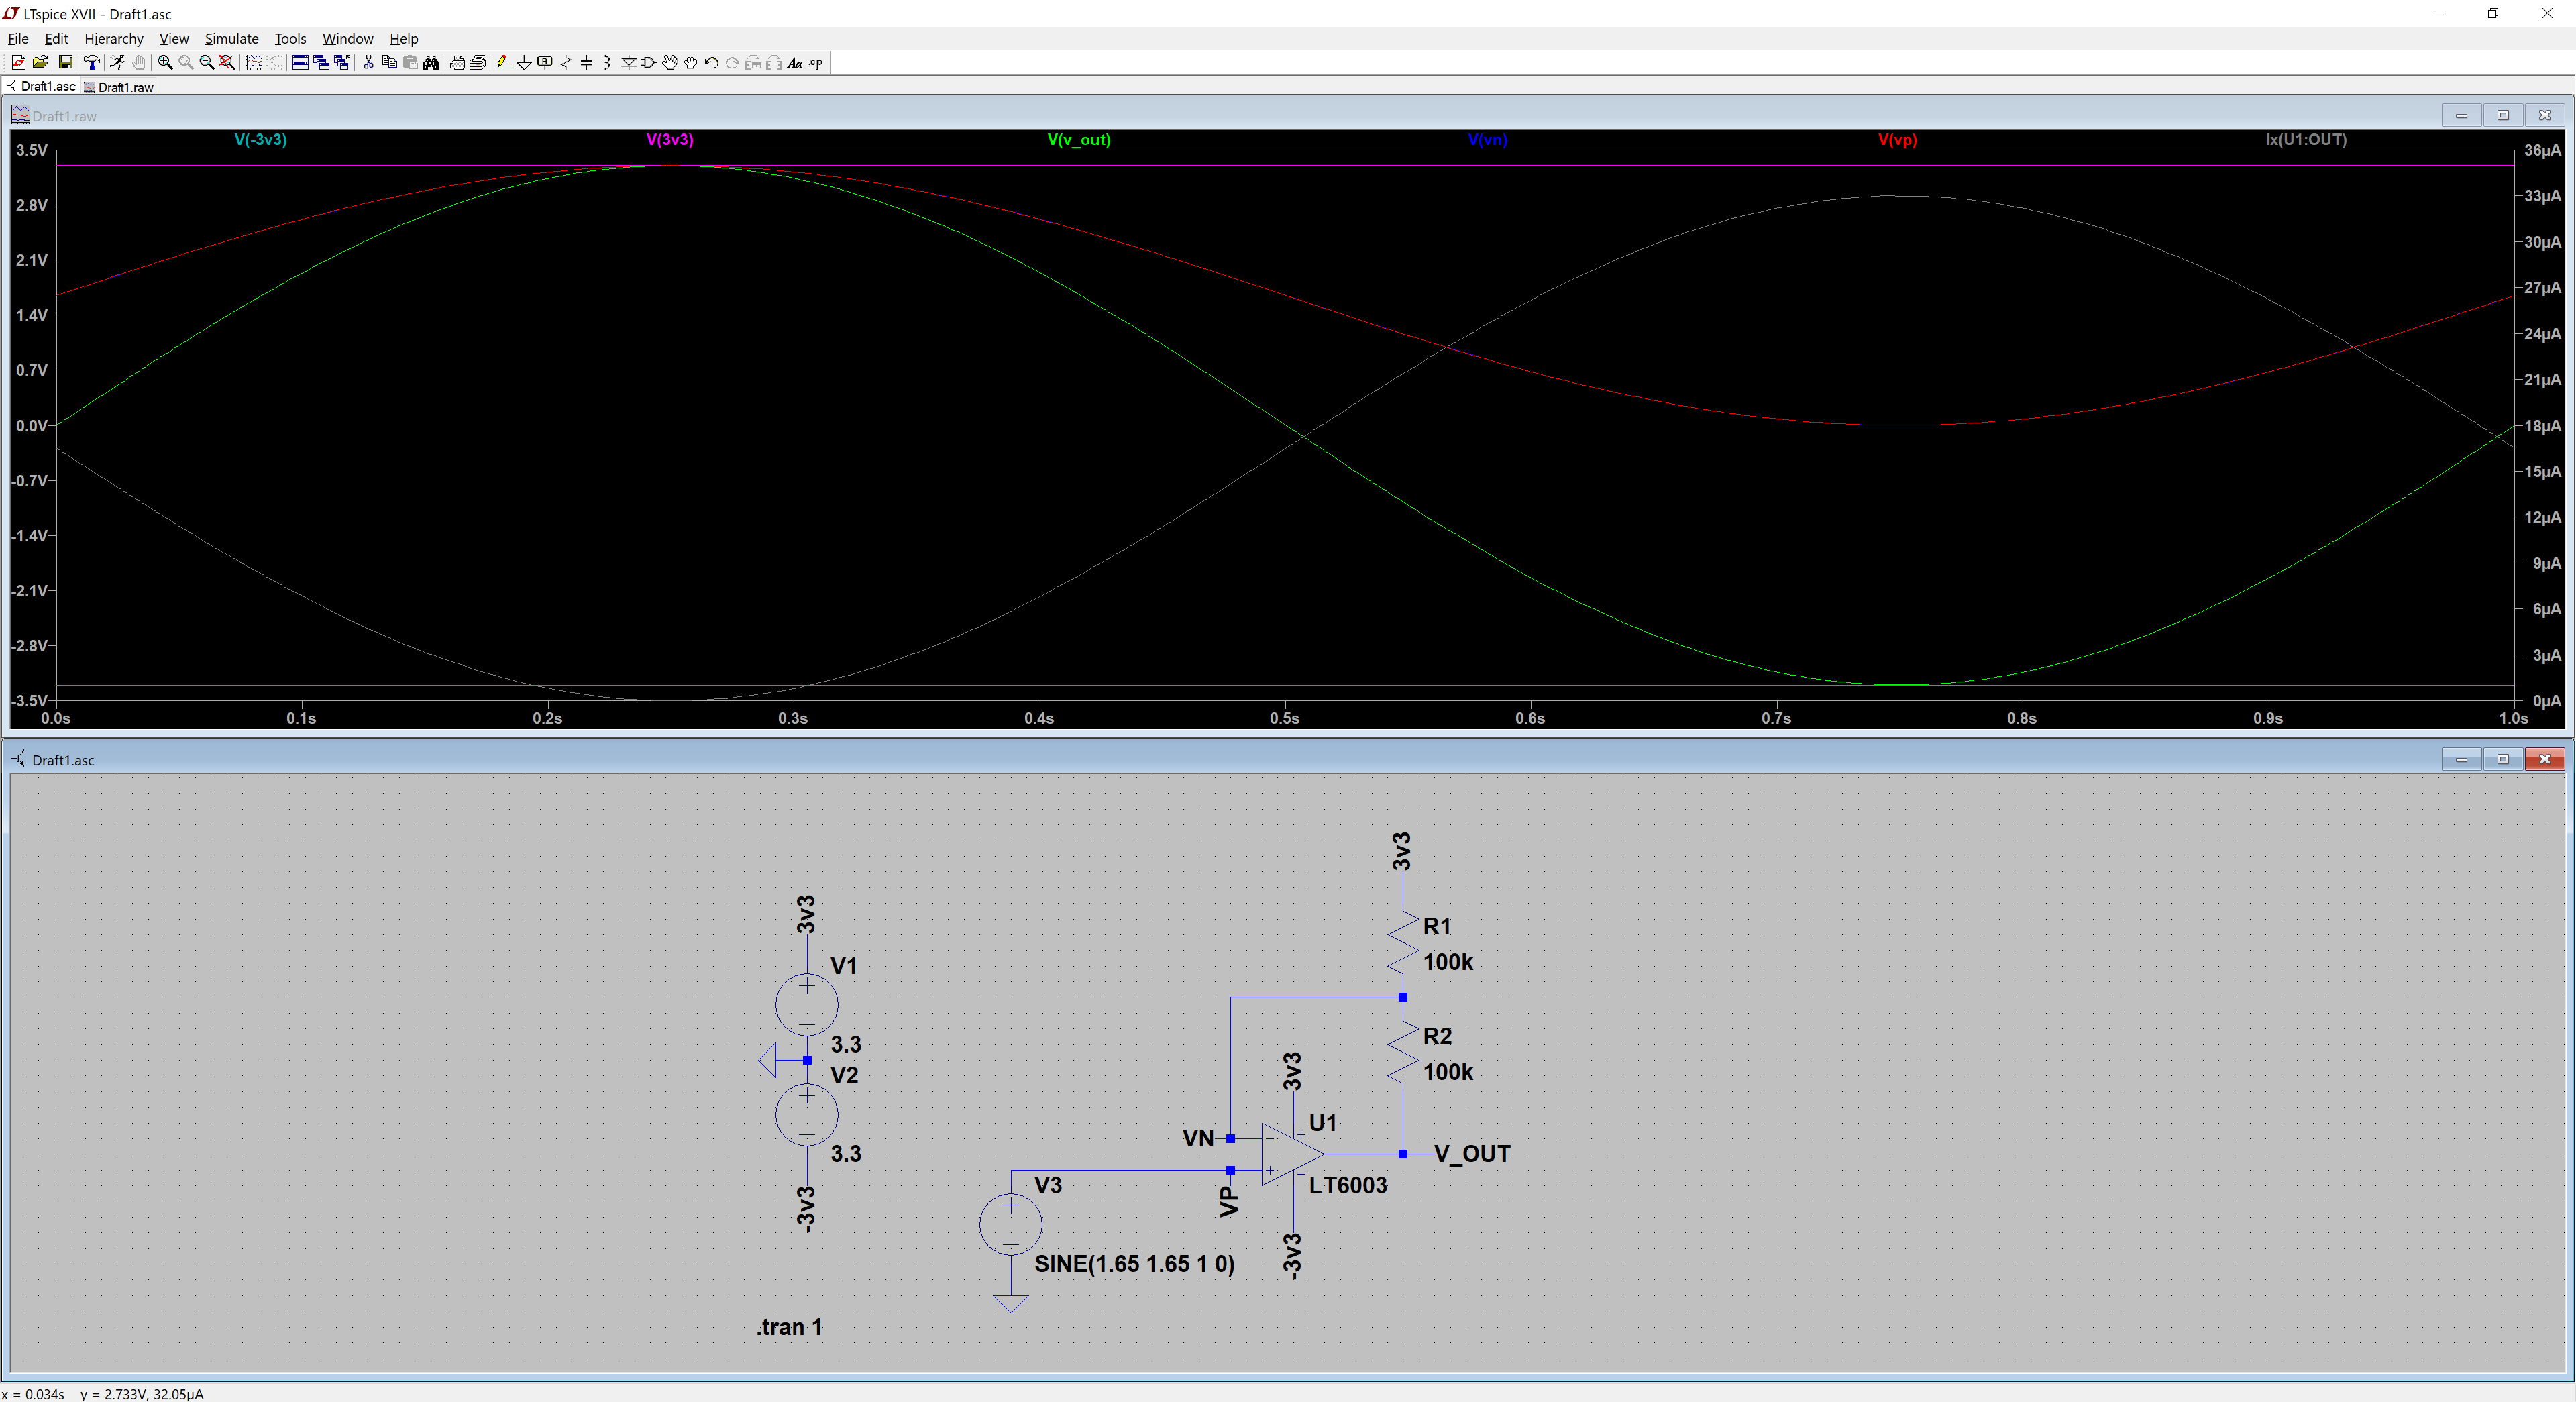 LTspice XVII - Draft1.asc
File Edit Hierarchy View Simulate Tools Window Help
Draft1.asc Draft1.raw
Draft1.raw
V(-3v3) V(3v3) V(v_out) V(vn) V(vp) Ix(U1:OUT)
3.5V 36µA
2.8V 33µA
30µA
2.1V
27µA
1.4V
24µA
0.7V
21µA
0.0V 18µA
-0.7V 15µA
-1.4V 12µA
9µA
-2.1V
6µA
-2.8V 3µA
-3.5V 0µA
0.0s 0.1s 0.2s 0.3s 0.4s 0.5s 0.6s 0.7s 0.8s 0.9s 1.0s
Draft1.asc
3v3
V1
3.3
V2
3.3
-3v3
.tran 1
V3
SINE(1.65 1.65 1 0)
3v3
R1
100k
R2
100k
3v3
U1
VN
VP
LT6003
-3v3
V_OUT
x = 0.034s y = 2.733V, 32.05µA